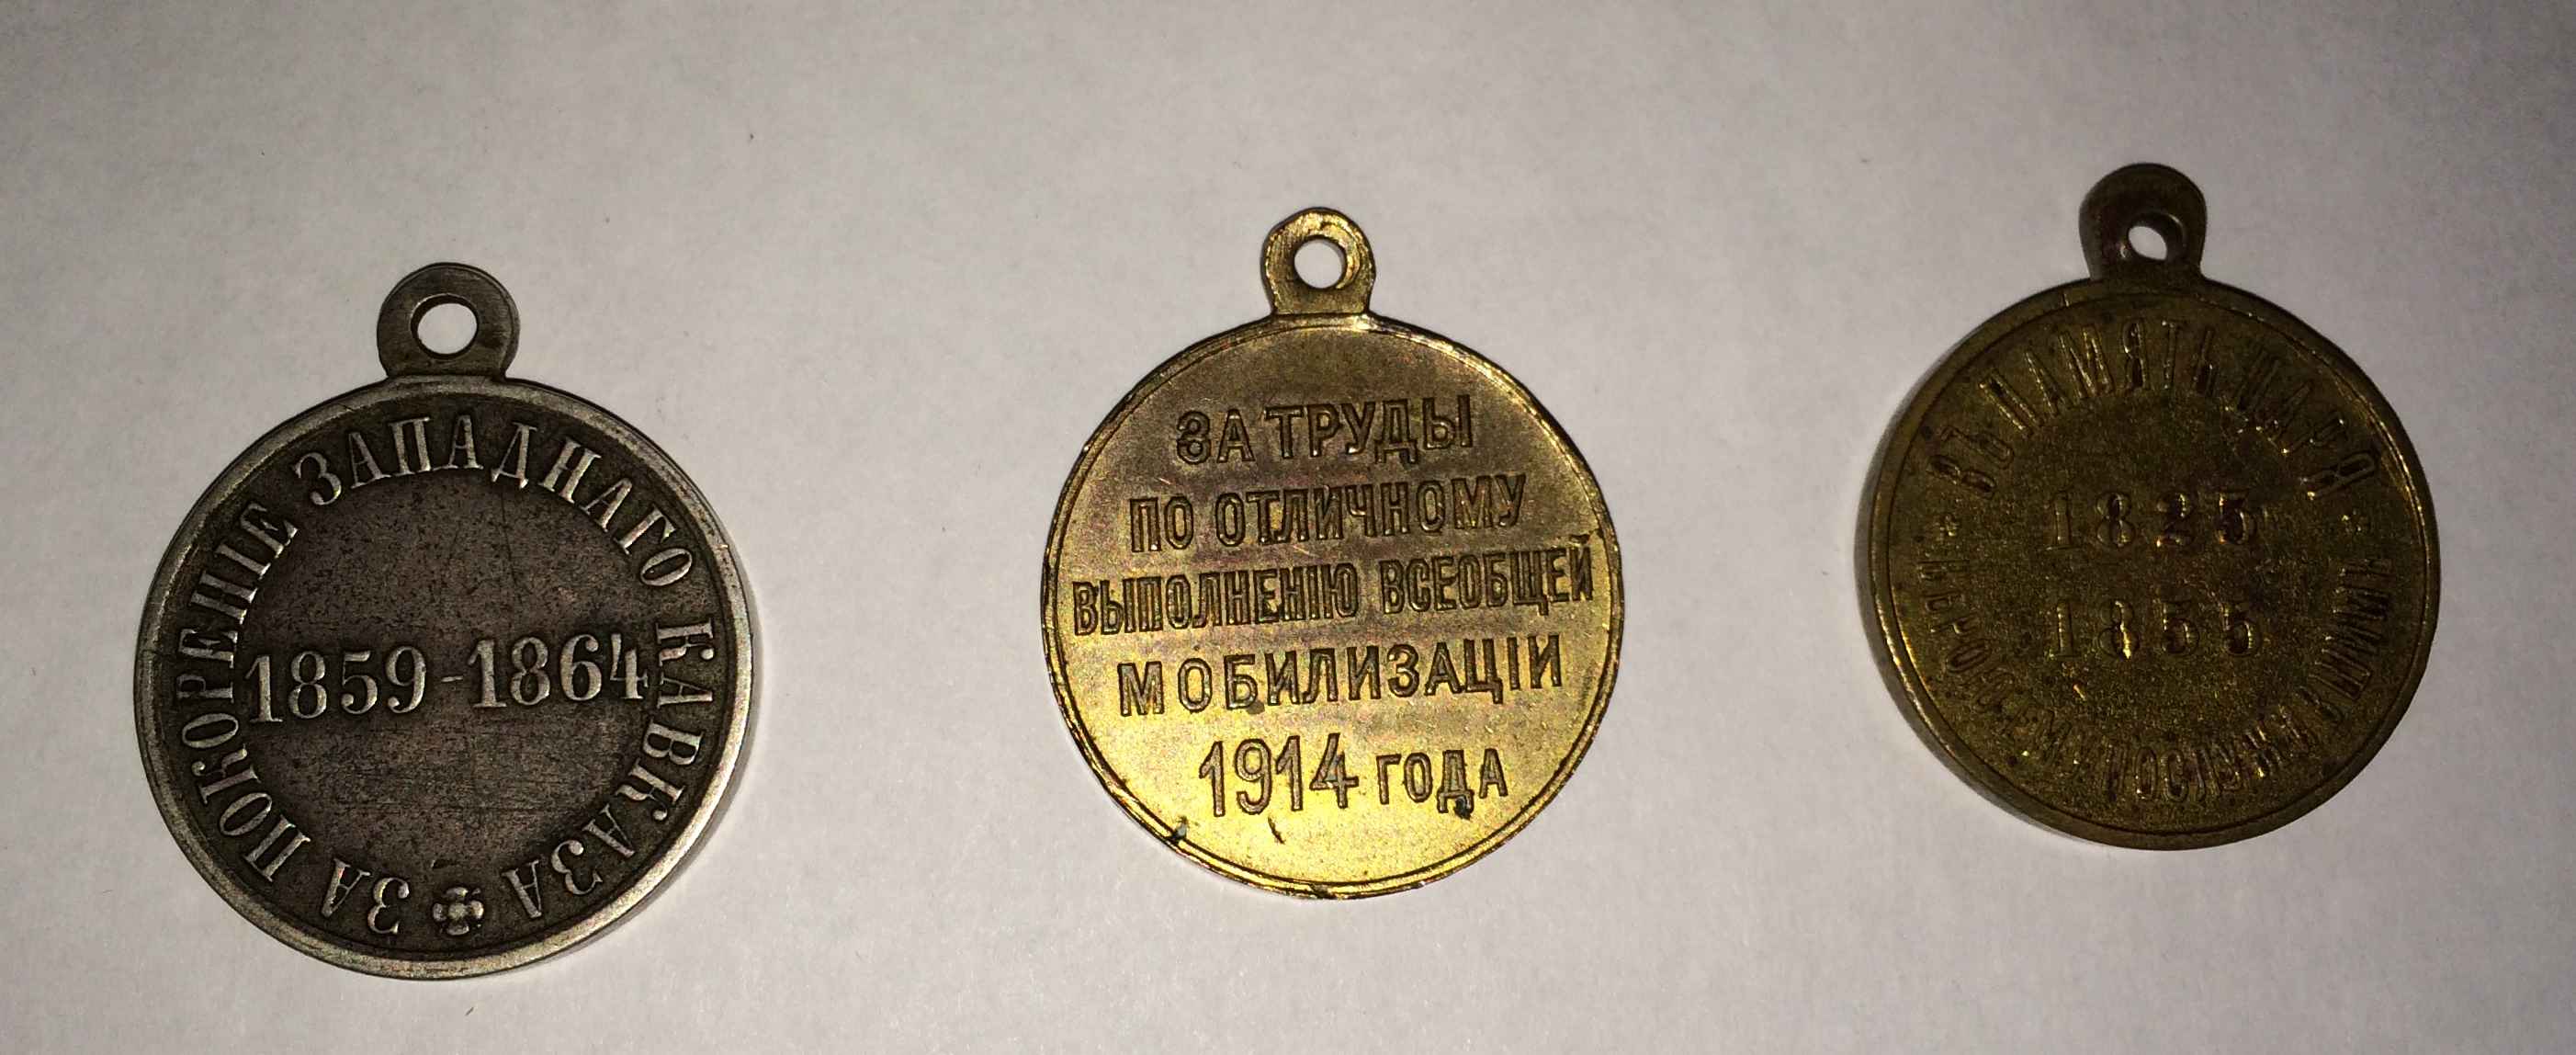 ЗА ПОКОРЕНІЕ ЗАПАДНАГО КАВКАЗА
1859-1864
ЗА ТРУДЫ
ПО ОТЛИЧНОМУ
ВЫПОЛНЕНІЮ ВСЕОБЩЕЙ
МОБИЛИЗАЦІИ
1914 ГОДА
ВЪ ПАМЯТЬ ЦАРЯ
1825
1855